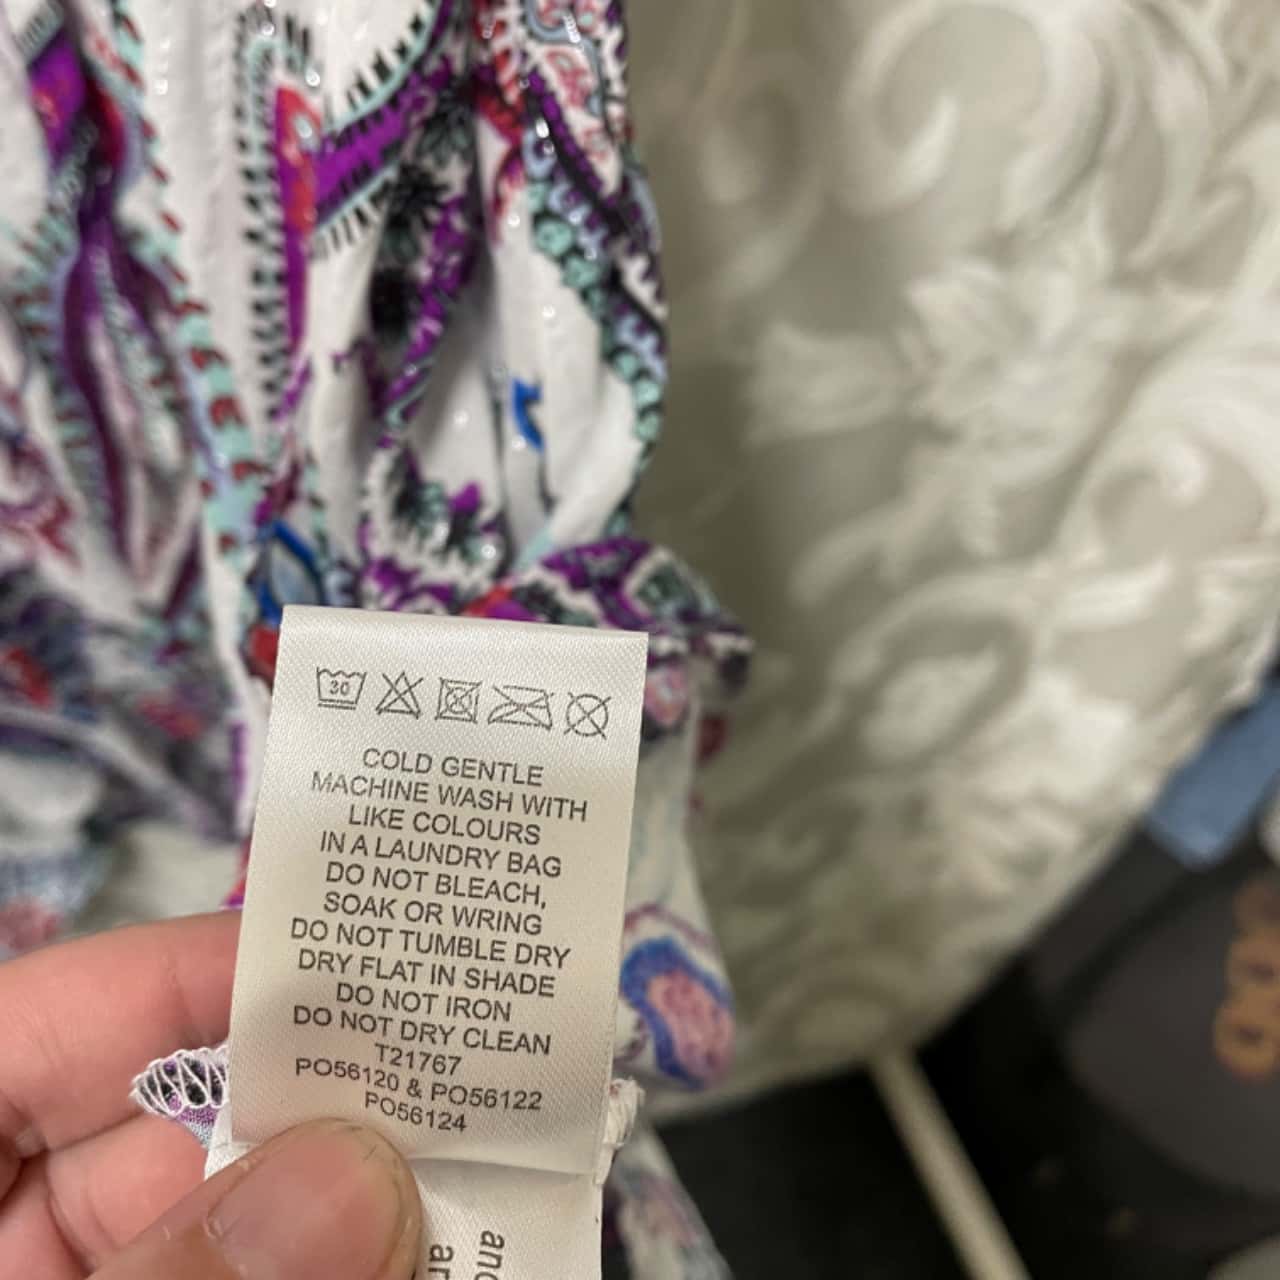 30
COLD GENTLE
MACHINE WASH WITH
LIKE COLOURS
IN A LAUNDRY BAG
DO NOT BLEACH,
SOAK OR WRING
DO NOT TUMBLE DRY
DRY FLAT IN SHADE
DO NOT IRON
DO NOT DRY CLEAN
T21767
PO56120 & PO56122
PO56124